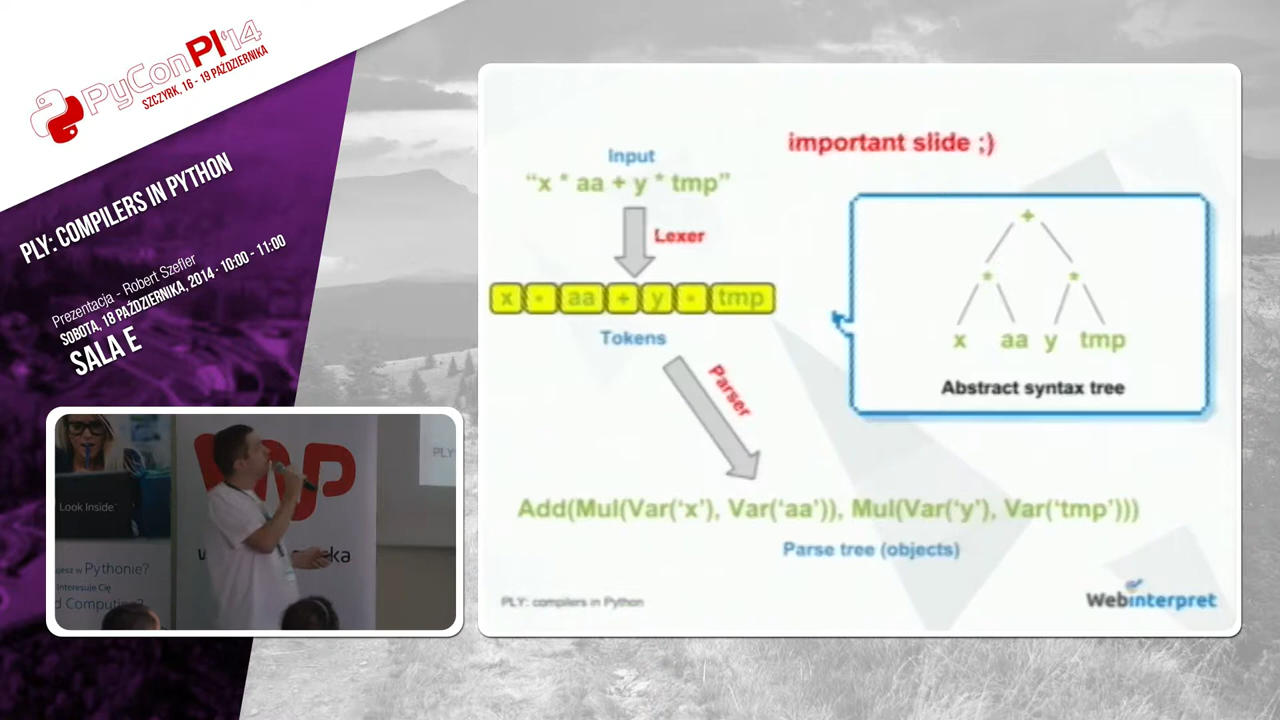 PyConPl'14
SZCZYRK, 16 - 19 PAŹDZIERNIKA
PLY: COMPILERS IN PYTHON
Prezentacja - Robert Szefler
SOBOTA, 18 PAŹDZIERNIKA, 2014 · 10:00 - 11:00
SALA E
important slide ;)
Input
“x * aa + y * tmp”
Lexer
x * aa + y * tmp
Tokens
Parser
+
* *
x aa y tmp
Abstract syntax tree
Add(Mul(Var(‘x’), Var(‘aa’)), Mul(Var(‘y’), Var(‘tmp’)))
Parse tree (objects)
PLY: compilers in Python
Webinterpret
Look Inside™
PLY
w Pythonie?
Interesuje Cię